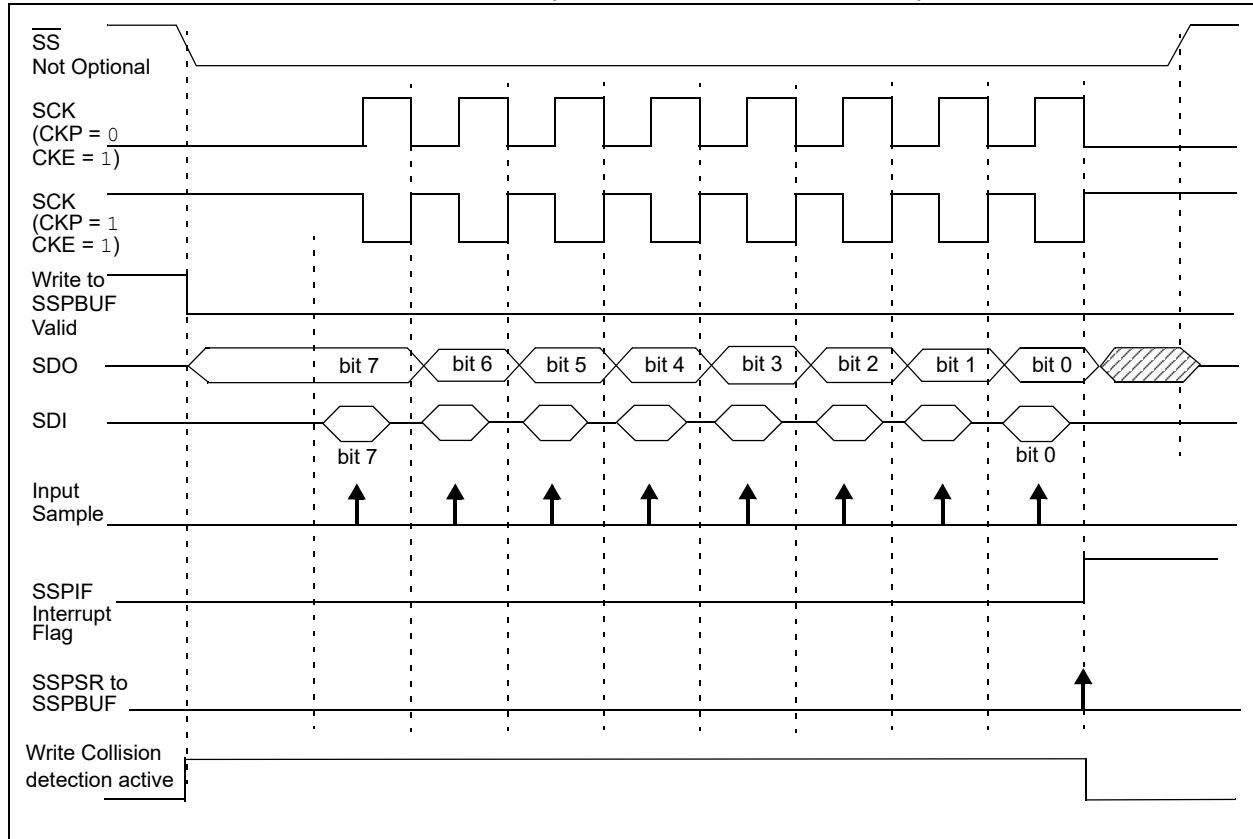 SS
Not Optional
SCK
(CKP = 0
CKE = 1)
SCK
(CKP = 1
CKE = 1)
Write to
SSPBUF
Valid
SDO
bit 7 bit 6 bit 5 bit 4 bit 3 bit 2 bit 1 bit 0
SDI
bit 7 bit 0
Input
Sample
SSPIF
Interrupt
Flag
SSPSR to
SSPBUF
Write Collision
detection active